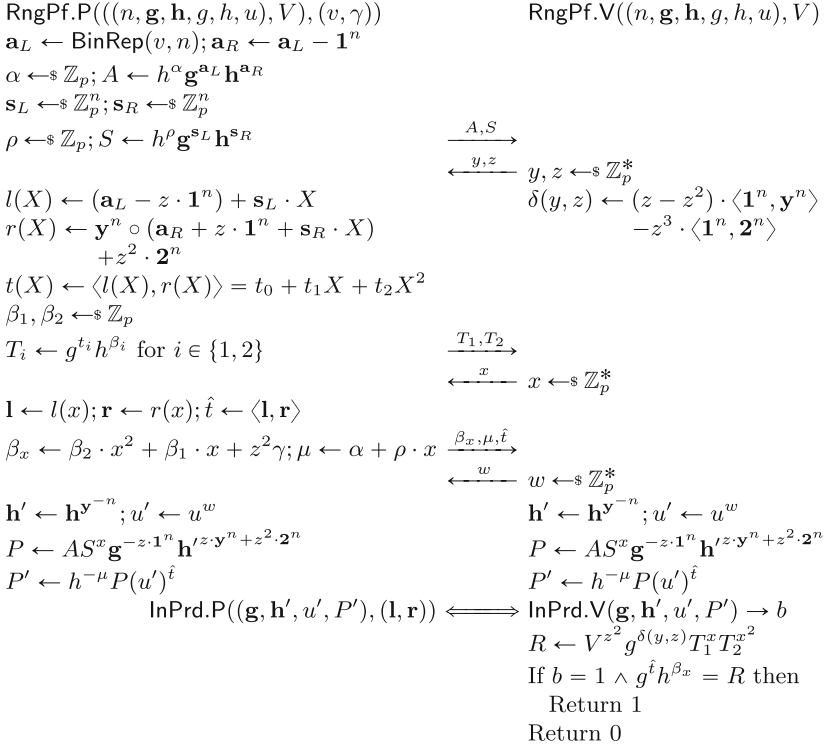 RngPf.P(((n, g, h, g, h, u), V), (v, γ)) RngPf.V((n, g, h, g, h, u), V)
a_L ← BinRep(v, n); a_R ← a_L − 1^n
α ←$ ℤ_p; A ← h^α g^{a_L} h^{a_R}
s_L ←$ ℤ_p^n; s_R ←$ ℤ_p^n
ρ ←$ ℤ_p; S ← h^ρ g^{s_L} h^{s_R} A,S
y,z y, z ←$ ℤ_p^*
l(X) ← (a_L − z · 1^n) + s_L · X δ(y, z) ← (z − z^2) · ⟨1^n, y^n⟩
r(X) ← y^n ∘ (a_R + z · 1^n + s_R · X) −z^3 · ⟨1^n, 2^n⟩
+z^2 · 2^n
t(X) ← ⟨l(X), r(X)⟩ = t_0 + t_1X + t_2X^2
β_1, β_2 ←$ ℤ_p
T_i ← g^{t_i} h^{β_i} for i ∈ {1, 2} T_1,T_2
x x ←$ ℤ_p^*
l ← l(x); r ← r(x); t̂ ← ⟨l, r⟩
β_x ← β_2 · x^2 + β_1 · x + z^2γ; μ ← α + ρ · x β_x,μ,t̂
w w ←$ ℤ_p^*
h′ ← h^{y^{−n}}; u′ ← u^w h′ ← h^{y^{−n}}; u′ ← u^w
P ← AS^x g^{−z·1^n} h′^{z·y^n+z^2·2^n} P ← AS^x g^{−z·1^n} h′^{z·y^n+z^2·2^n}
P′ ← h^{−μ}P(u′)^{t̂} P′ ← h^{−μ}P(u′)^{t̂}
InPrd.P((g, h′, u′, P′), (l, r)) ⟺ InPrd.V(g, h′, u′, P′) → b
R ← V^{z^2} g^{δ(y,z)} T_1^x T_2^{x^2}
If b = 1 ∧ g^{t̂} h^{β_x} = R then
Return 1
Return 0